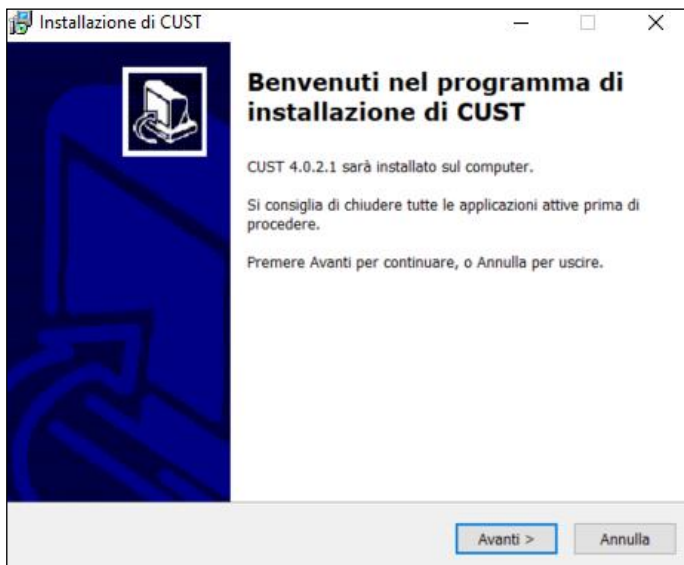 Installazione di CUST
Benvenuti nel programma di
installazione di CUST
CUST 4.0.2.1 sarà installato sul computer.
Si consiglia di chiudere tutte le applicazioni attive prima di
procedere.
Premere Avanti per continuare, o Annulla per uscire.
Avanti >
Annulla